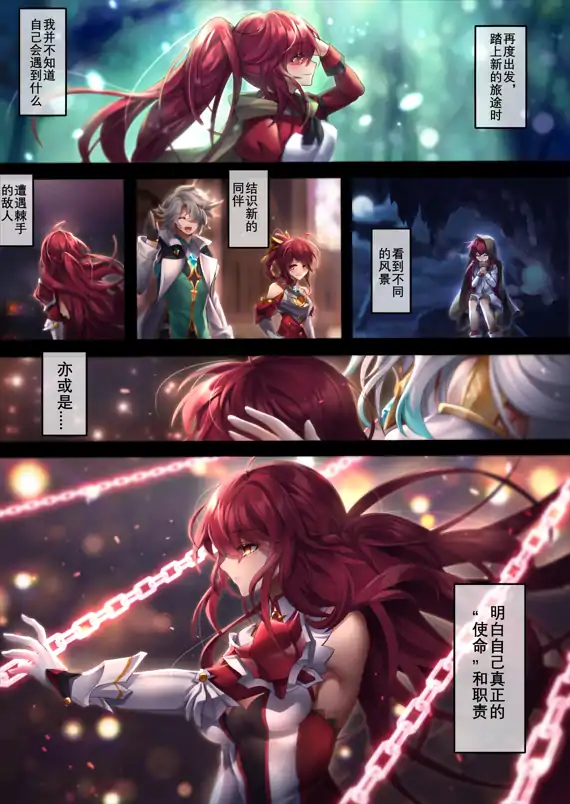 再度出发，
踏上新的旅途时
我并不知道
自己会遇到什么
遭遇棘手
的敌人
结识新的
同伴
看到不同
的风景
亦或是……
明白自己真正的
“使命”和职责